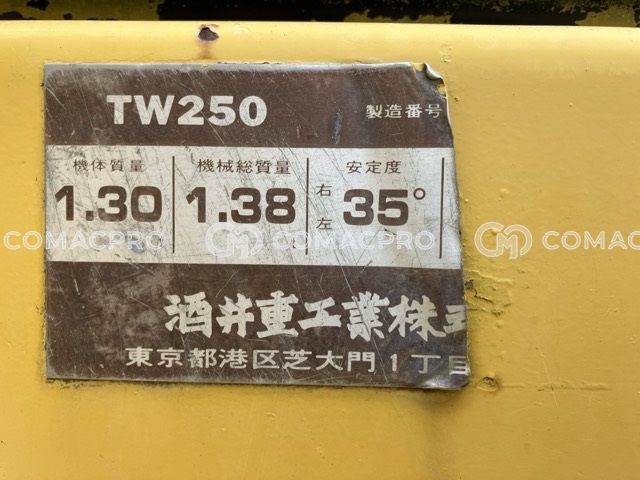 TW250 製造番号
機体質量 機械総質量 安定度
1.30 1.38 右 左 35°
COMACPRO COMACPRO COMACPRO
酒井重工業株
東京都港区芝大門1丁目